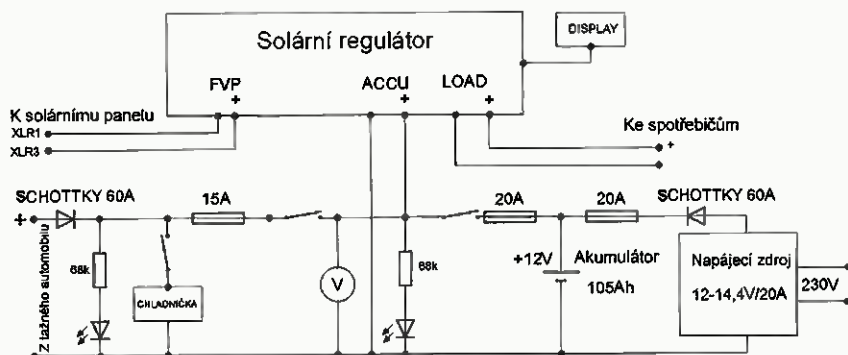 Solární regulátor
DISPLAY
FVP
ACCU
LOAD
+
+
+
K solárnímu panelu
XLR1
XLR3
Ke spotřebičům
+
SCHOTTKY 60A
15A
20A
20A
SCHOTTKY 60A
+
Z tažného automobilu
68k
CHLADNIČKA
V
68k
+12V
Akumulátor
105Ah
Napájecí zdroj
12-14,4V/20A
230V